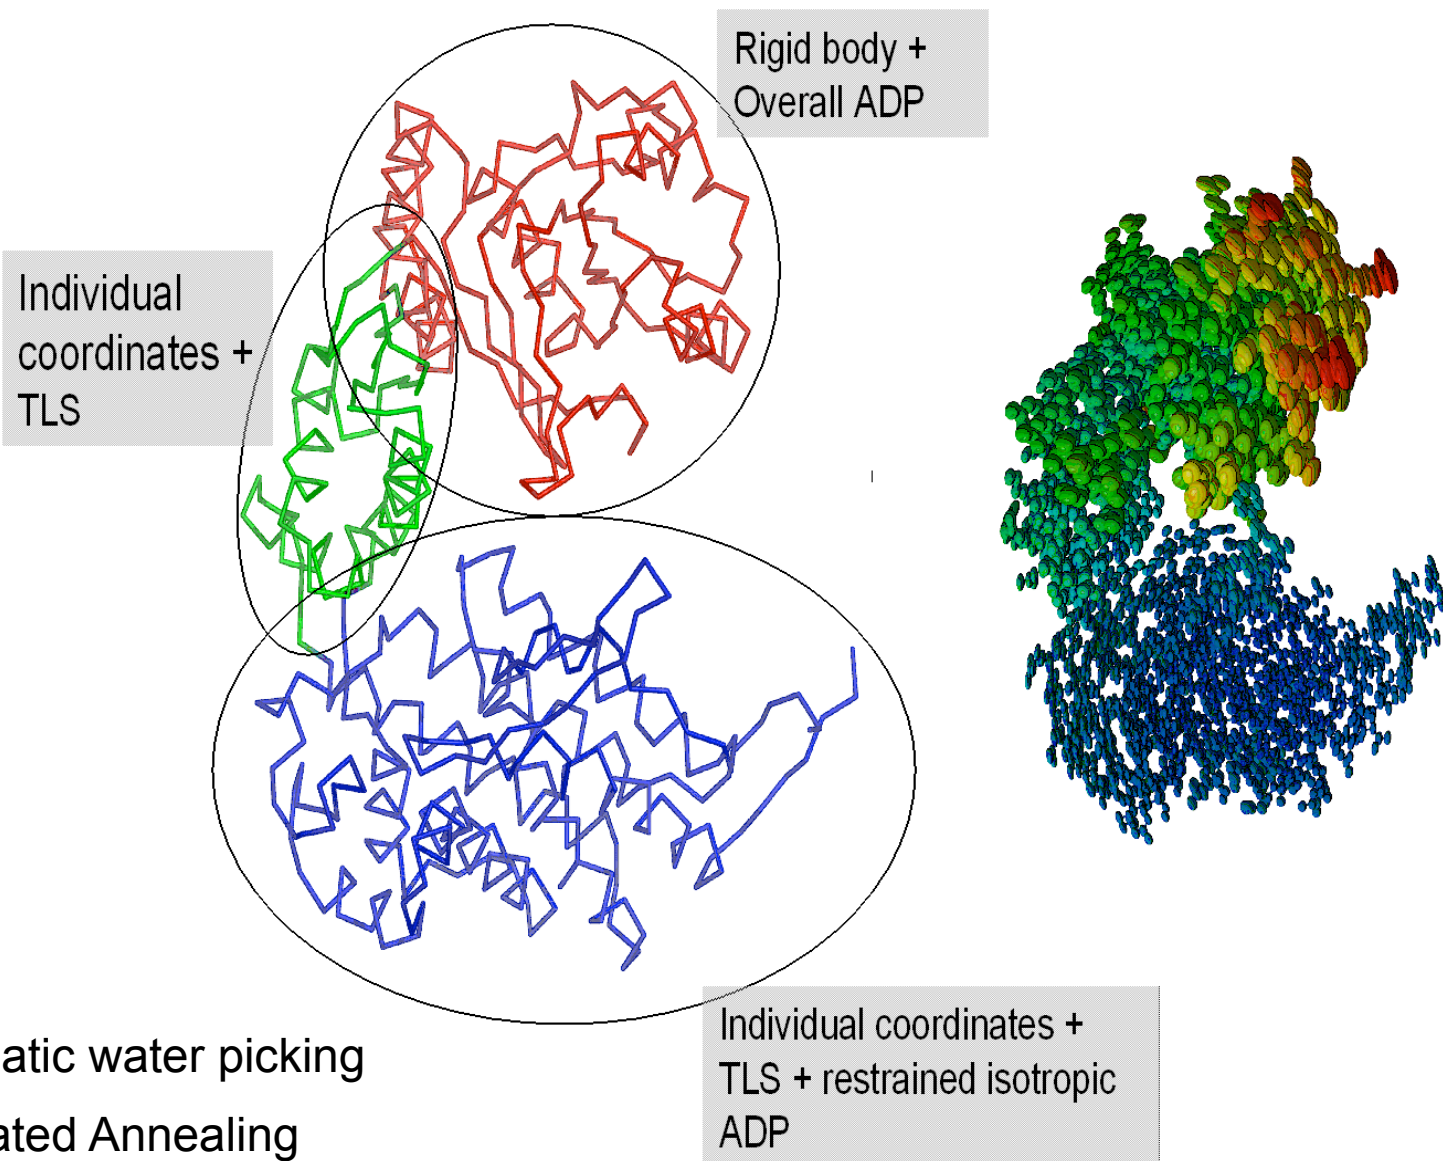 Rigid body +
Overall ADP
Individual
coordinates +
TLS
Individual coordinates +
TLS + restrained isotropic
ADP
atic water picking
ated Annealing